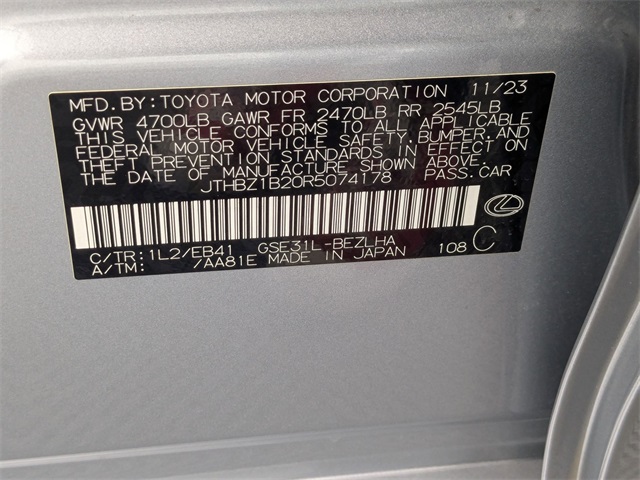 MFD.BY:TOYOTA MOTOR CORPORATION 11/23
GVWR 4700LB GAWR FR 2470LB RR 2545LB
THIS VEHICLE CONFORMS TO ALL APPLICABLE
FEDERAL MOTOR VEHICLE SAFETY,BUMPER,AND
THEFT PREVENTION STANDARDS IN EFFECT ON
THE DATE OF MANUFACTURE SHOWN ABOVE.
JTHBZ1B20R5074178 PASS.CAR
C/TR:1L2/EB41 GSE31L-BEZLHA
A/TM: /AA81E MADE IN JAPAN 108 C